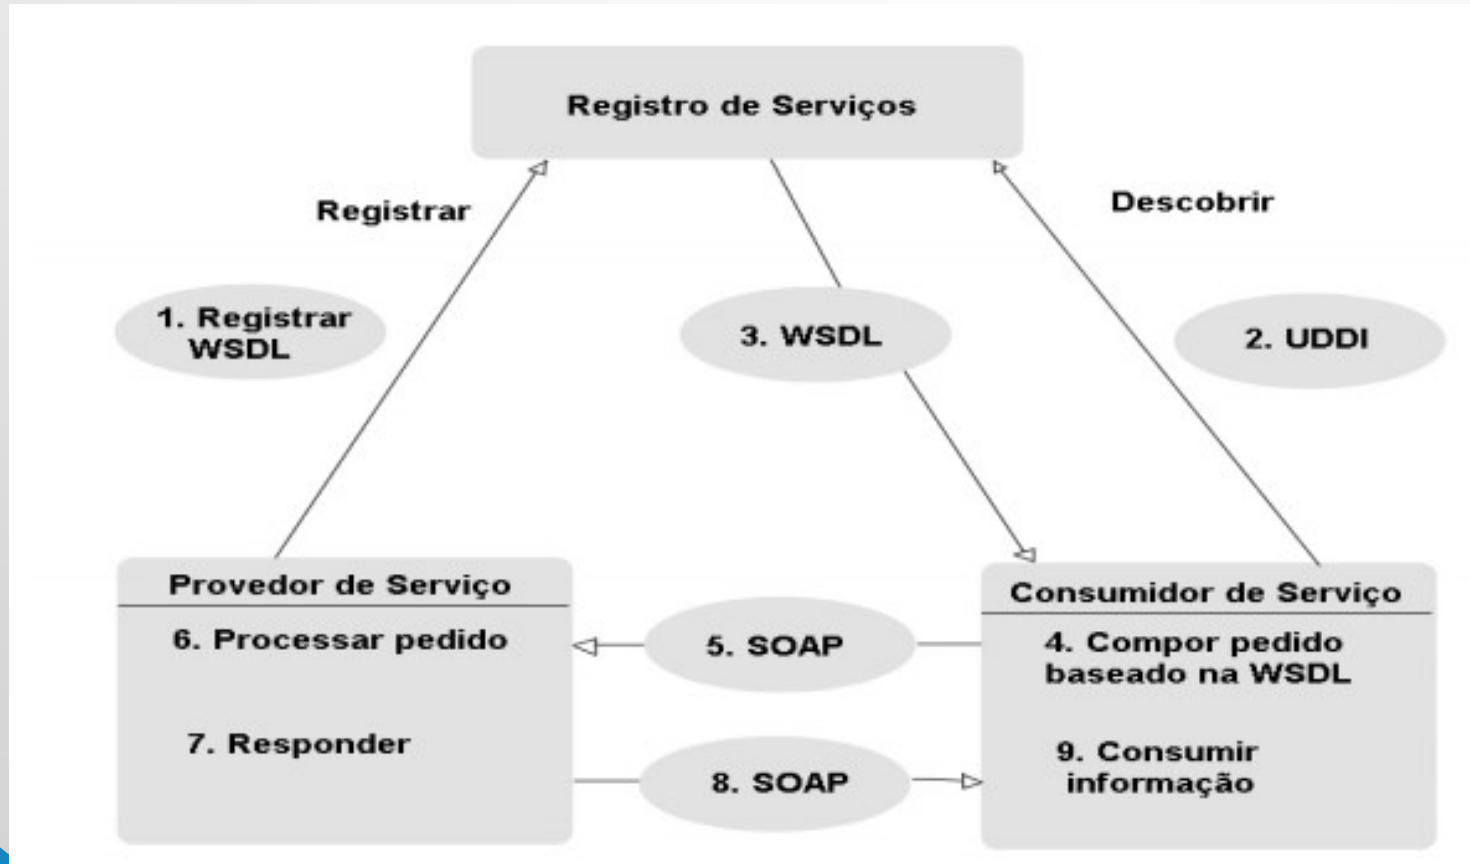 Registro de Serviços
Registrar
Descobrir
1. Registrar
WSDL
3. WSDL
2. UDDI
Provedor de Serviço
6. Processar pedido
7. Responder
5. SOAP
8. SOAP
Consumidor de Serviço
4. Compor pedido
baseado na WSDL
9. Consumir
informação